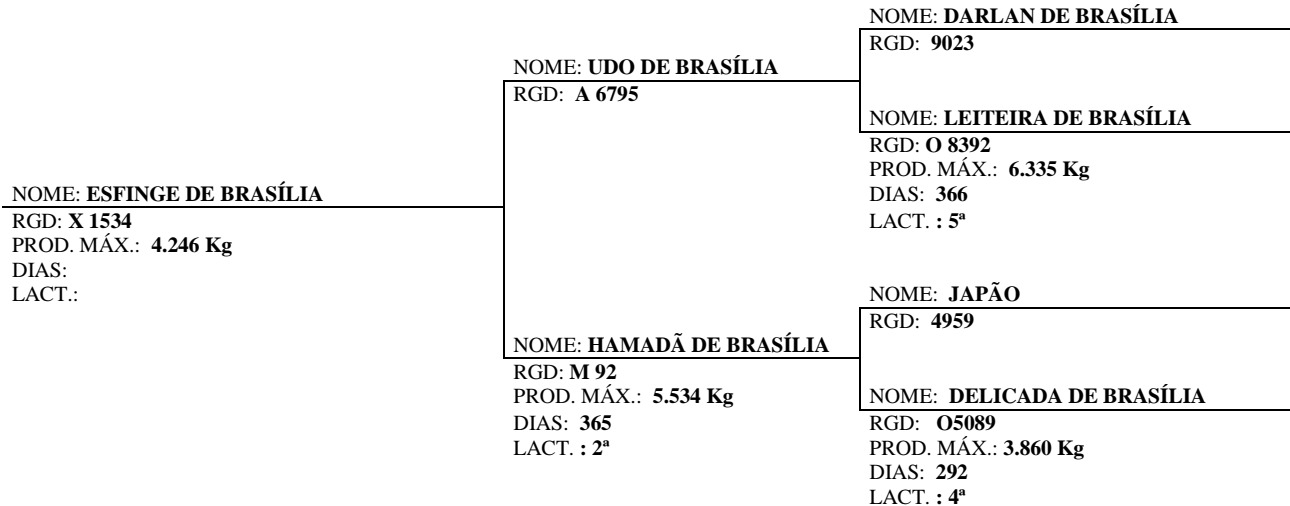 NOME: DARLAN DE BRASÍLIA
RGD: 9023
NOME: UDO DE BRASÍLIA
RGD: A 6795
NOME: LEITEIRA DE BRASÍLIA
RGD: O 8392
PROD. MÁX.: 6.335 Kg
DIAS: 366
LACT. : 5ª
NOME: ESFINGE DE BRASÍLIA
RGD: X 1534
PROD. MÁX.: 4.246 Kg
DIAS:
LACT.:
NOME: JAPÃO
RGD: 4959
NOME: HAMADÃ DE BRASÍLIA
RGD: M 92
PROD. MÁX.: 5.534 Kg
DIAS: 365
LACT. : 2ª
NOME: DELICADA DE BRASÍLIA
RGD: O5089
PROD. MÁX.: 3.860 Kg
DIAS: 292
LACT. : 4ª